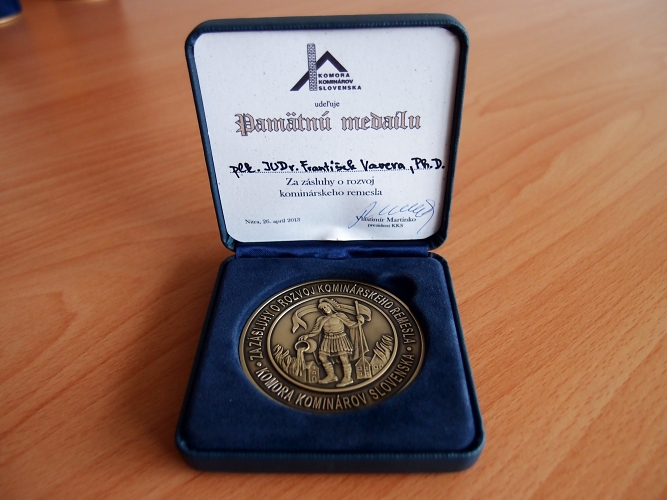 KOMORA
KOMINÁROV
SLOVENSKA
udeľuje
Pamätnú medailu
plk. JUDr. František Vavera, Ph.D.
Za zásluhy o rozvoj
kominárskeho remesla
Nitra, 26. apríl 2013
Vlastimír Martinko
prezident KKS
• ZA ZÁSLUHY O ROZVOJ KOMINÁRSKEHO REMESLA •
KOMORA KOMINÁROV SLOVENSKA